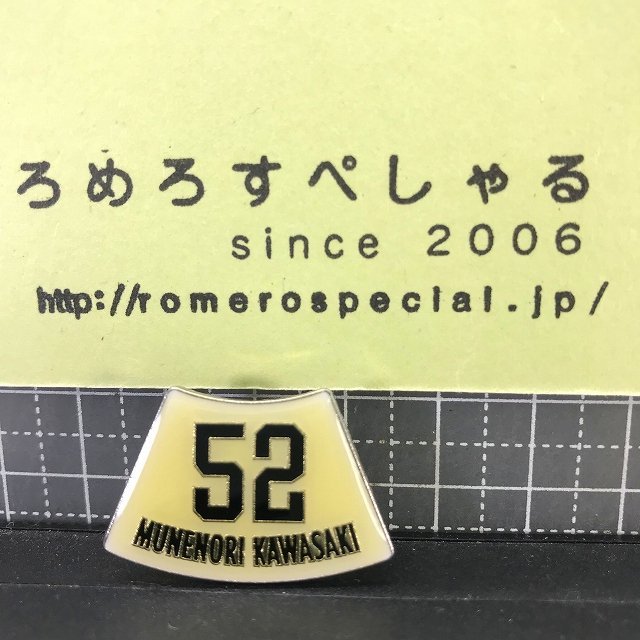 ろめろすぺしゃる
since 2006
http://romerospecial.jp/
52
MUNENORI KAWASAKI